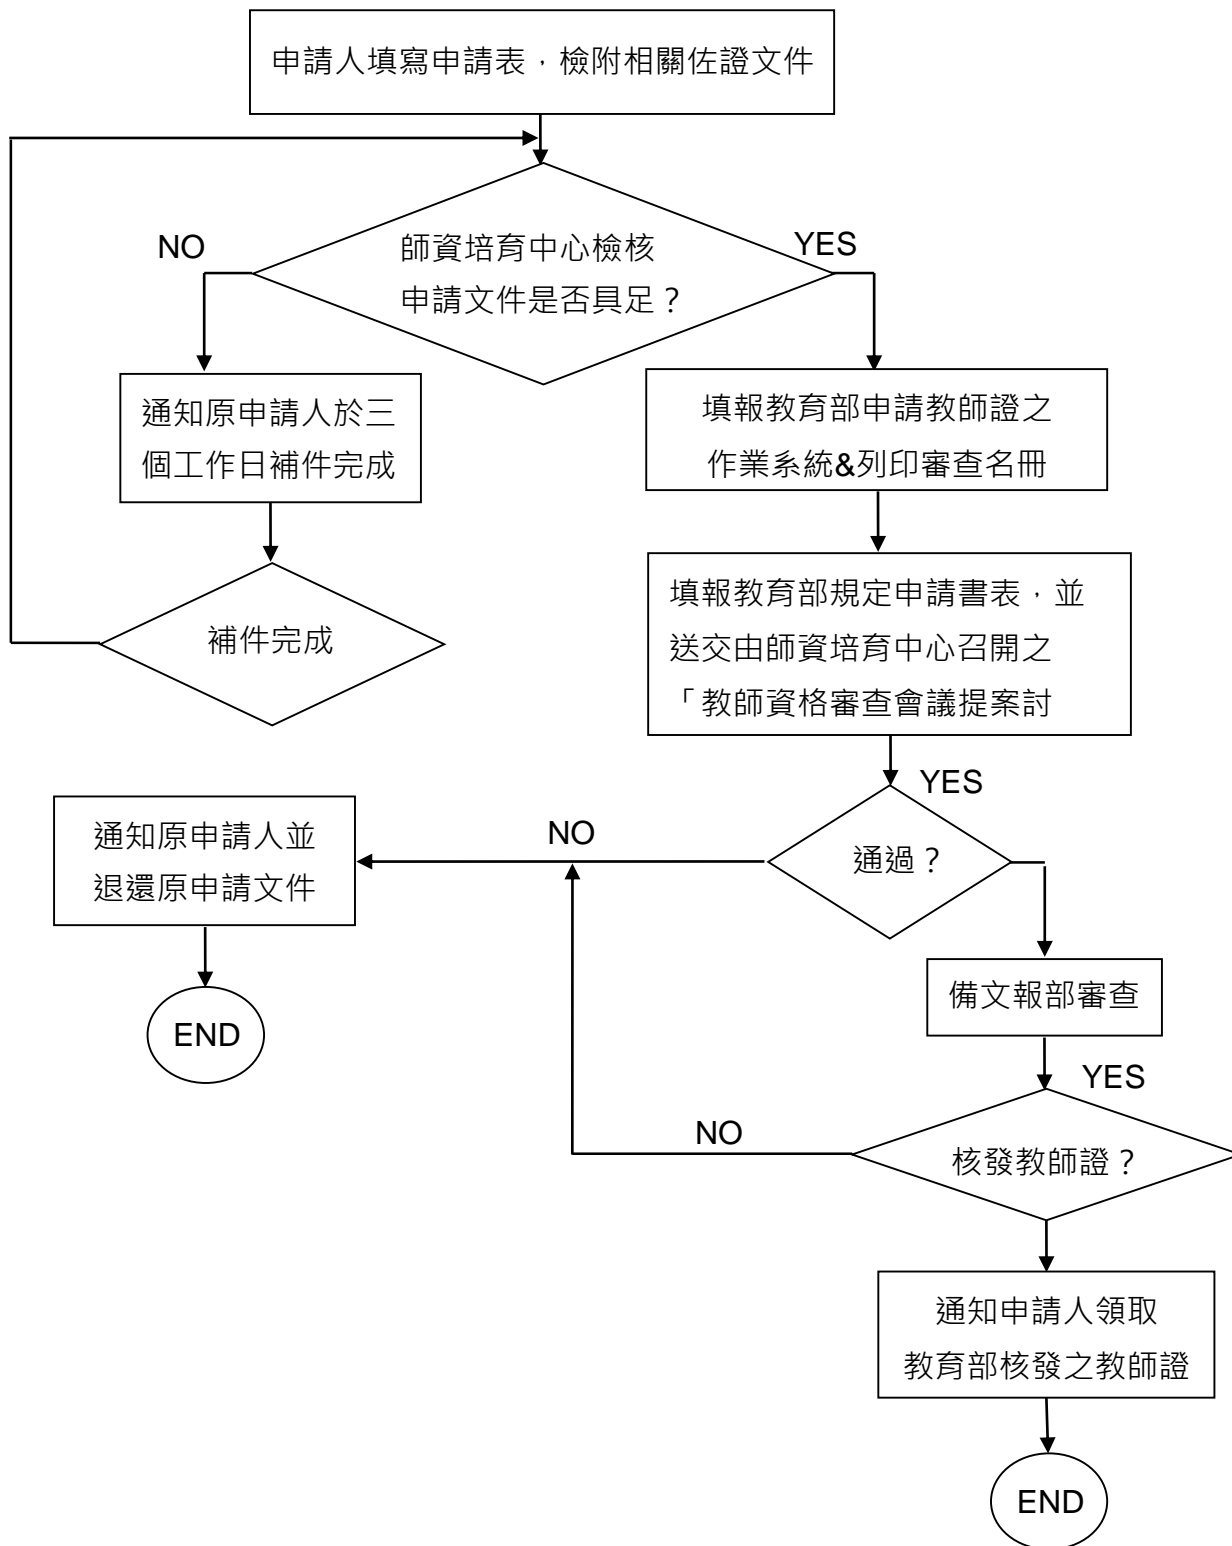 申請人填寫申請表，檢附相關佐證文件
NO
YES
師資培育中心檢核
申請文件是否具足？
通知原申請人於三
個工作日補件完成
填報教育部申請教師證之
作業系統&列印審查名冊
補件完成
填報教育部規定申請書表，並
送交由師資培育中心召開之
「教師資格審查會議提案討
YES
NO
通過？
通知原申請人並
退還原申請文件
END
備文報部審查
YES
NO
核發教師證？
通知申請人領取
教育部核發之教師證
END